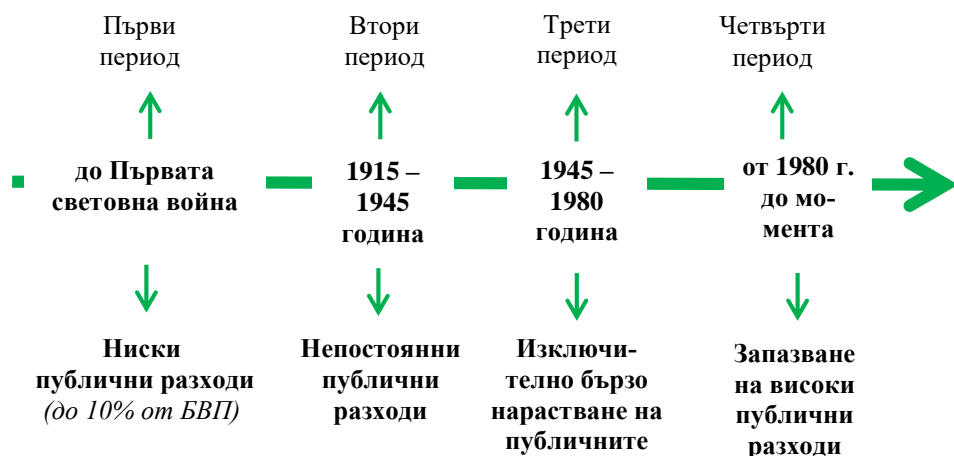 Първи
период
Втори
период
Трети
период
Четвърти
период
до Първата
световна война
1915 –
1945
година
1945 –
1980
година
от 1980 г.
до мо-
мента
Ниски
публични разходи
(до 10% от БВП)
Непостоянни
публични
разходи
Изключи-
телно бързо
нарастване на
публичните
Запазване
на високи
публични
разходи